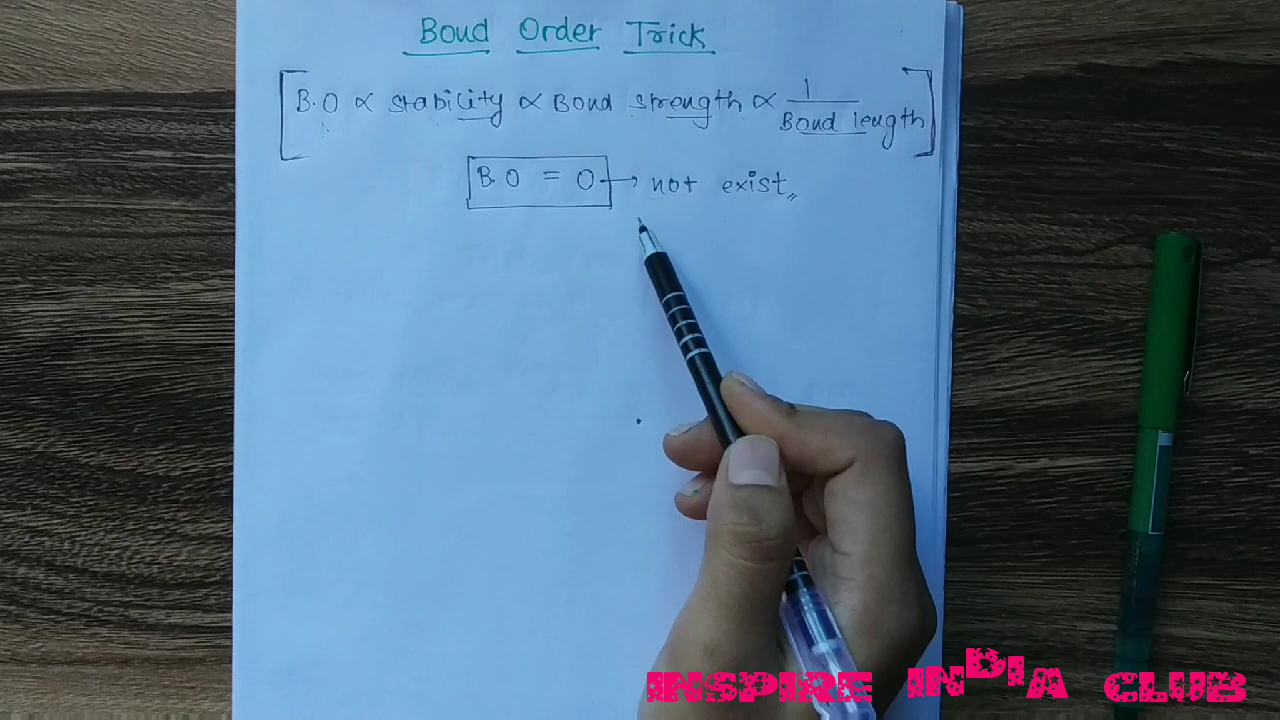 Bond Order Trick
B.O ∝ stability ∝ Bond strength ∝ 1 / Bond length
B.O = 0 → not exist,,
INSPIRE INDIA CLUB